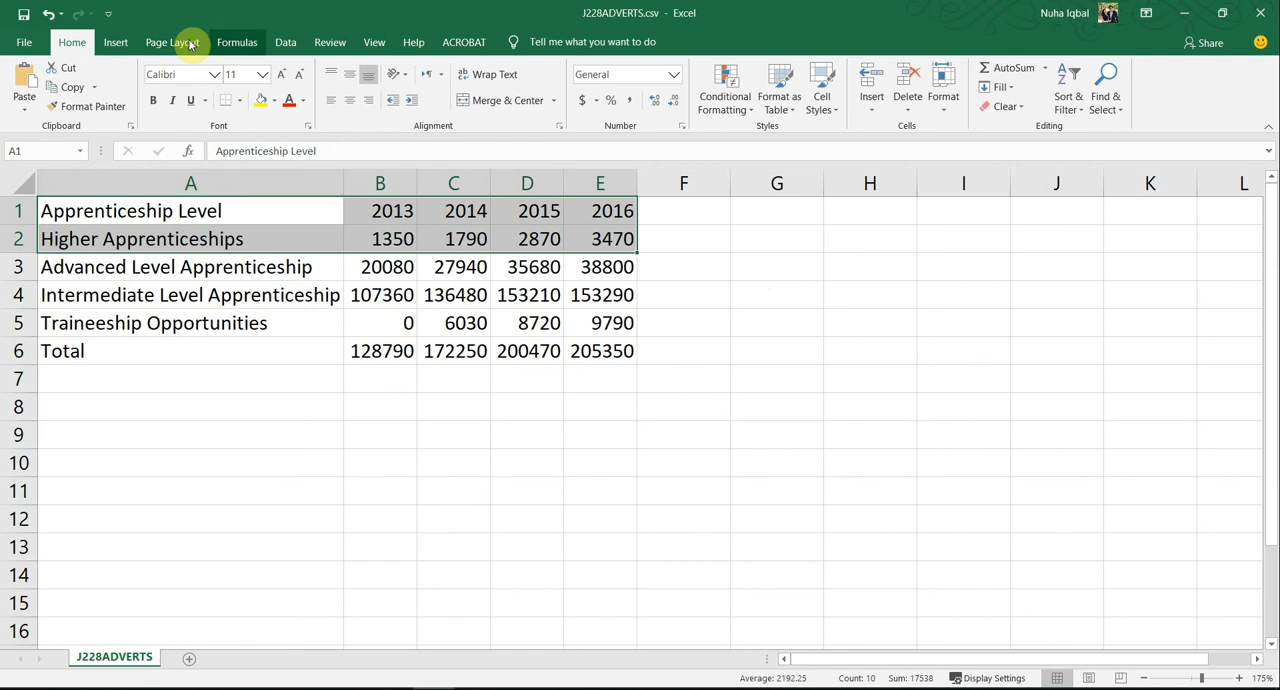 J228ADVERTS.csv - Excel
Nuha Iqbal
File Home Insert Page Layout Formulas Data Review View Help ACROBAT Tell me what you want to do Share
Paste Cut Copy Format Painter
Clipboard
Calibri 11
B I U
Font
Wrap Text
Merge & Center
Alignment
General
$ % ,
Number
Conditional Formatting Format as Table Cell Styles
Styles
Insert Delete Format
Cells
AutoSum
Fill
Clear
Sort & Filter Find & Select
Editing
A1 fx Apprenticeship Level
A B C D E F G H I J K L
1 Apprenticeship Level 2013 2014 2015 2016
2 Higher Apprenticeships 1350 1790 2870 3470
3 Advanced Level Apprenticeship 20080 27940 35680 38800
4 Intermediate Level Apprenticeship 107360 136480 153210 153290
5 Traineeship Opportunities 0 6030 8720 9790
6 Total 128790 172250 200470 205350
7
8
9
10
11
12
13
14
15
16
J228ADVERTS
Average: 2192.25 Count: 10 Sum: 17538 Display Settings 175%